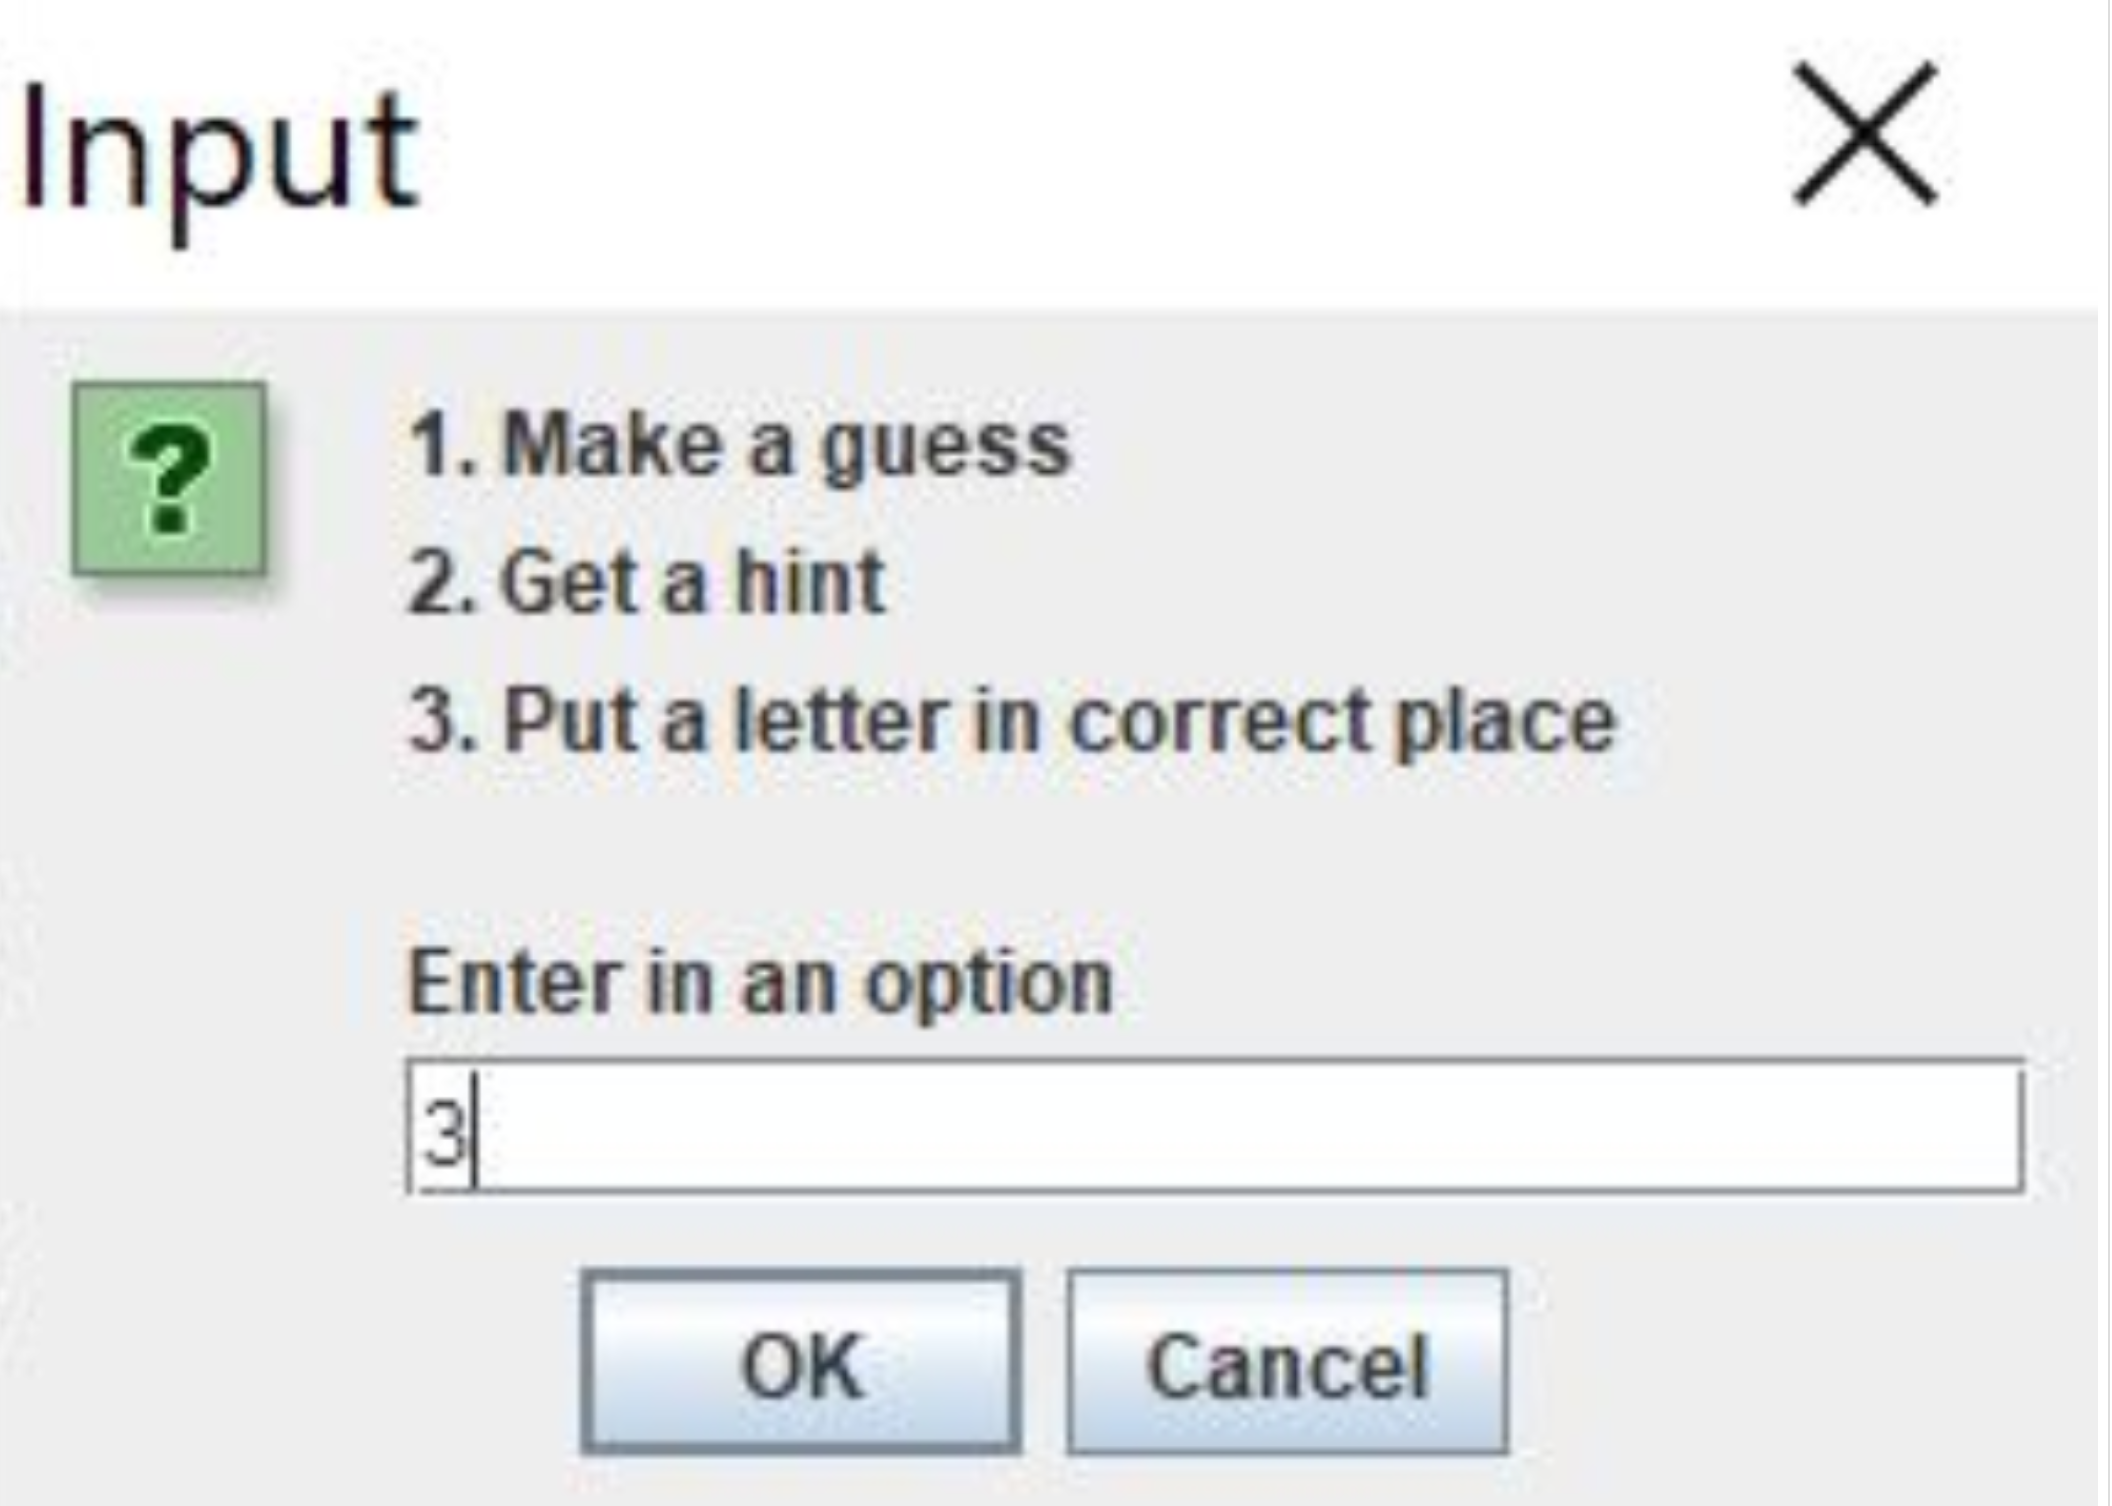 Input
?
1. Make a guess
2. Get a hint
3. Put a letter in correct place
Enter in an option
3
OK Cancel